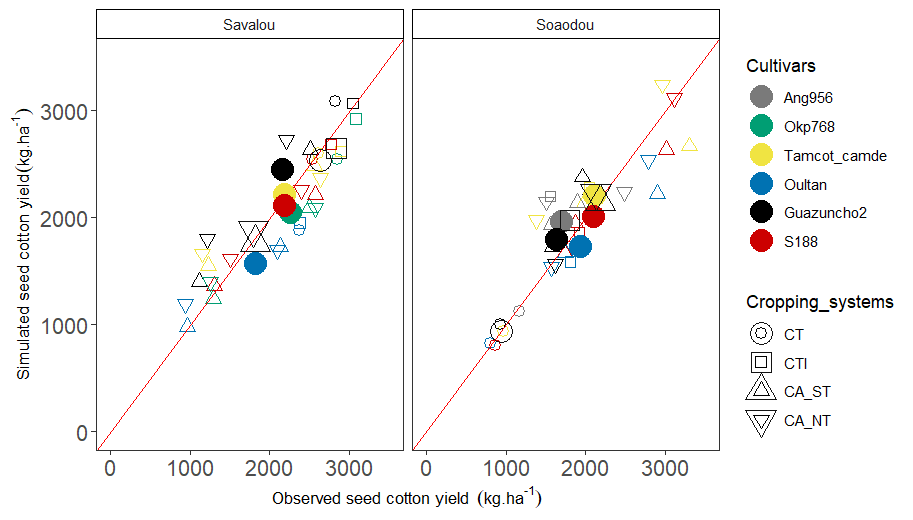 Savalou
Soaodou
Simulated seed cotton yield(kg.ha⁻¹)
3000
2000
1000
0
0 1000 2000 3000
0 1000 2000 3000
Observed seed cotton yield (kg.ha⁻¹)
Cultivars
Ang956
Okp768
Tamcot_camde
Oultan
Guazuncho2
S188
Cropping_systems
CT
CTI
CA_ST
CA_NT